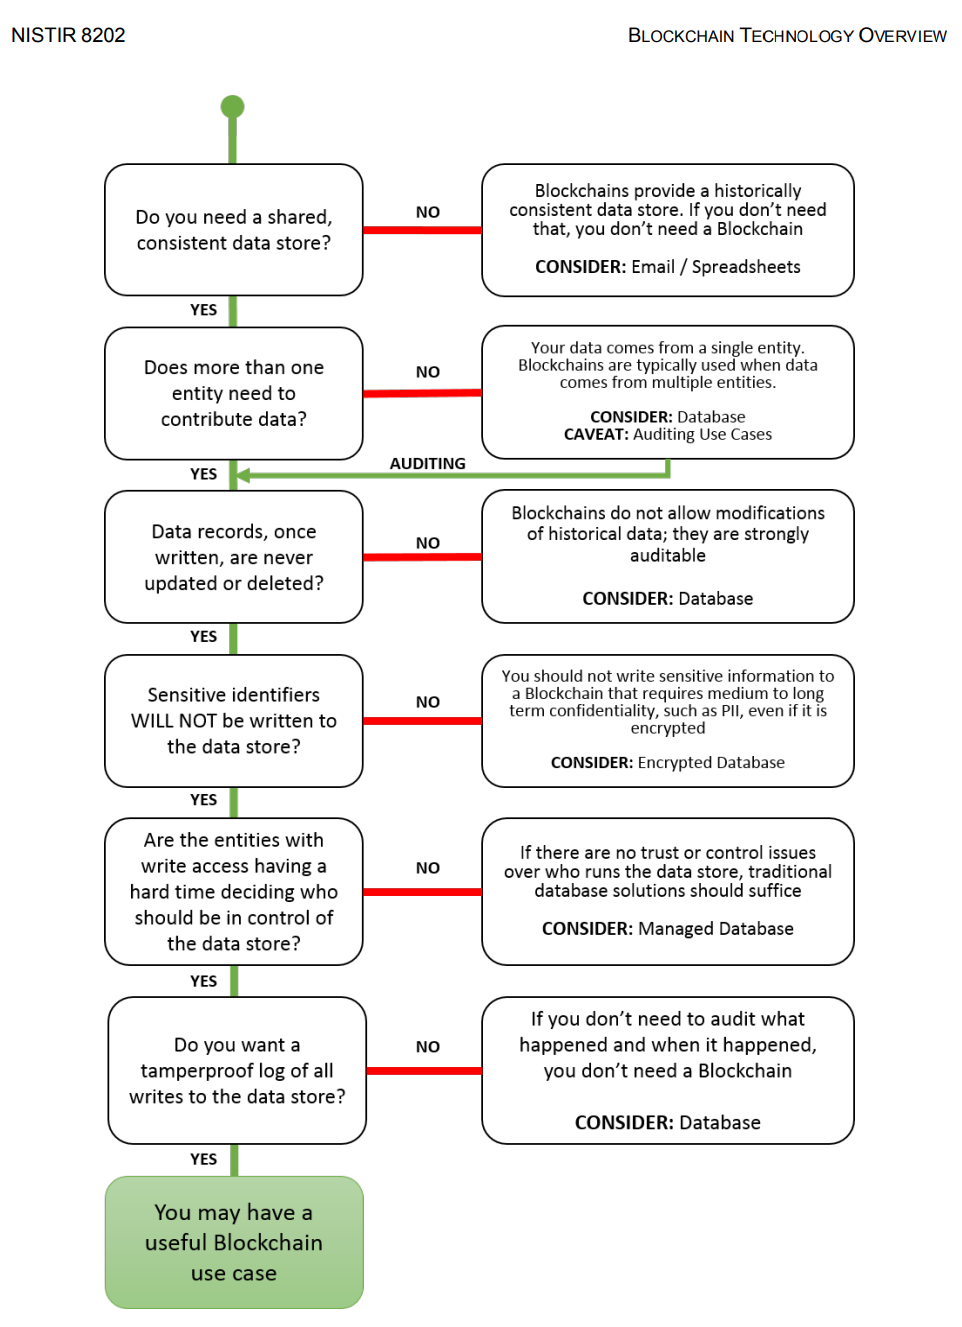 NISTIR 8202
BLOCKCHAIN TECHNOLOGY OVERVIEW
Do you need a shared,
consistent data store?
NO
Blockchains provide a historically
consistent data store. If you don’t need
that, you don’t need a Blockchain
CONSIDER: Email / Spreadsheets
YES
Does more than one
entity need to
contribute data?
NO
Your data comes from a single entity.
Blockchains are typically used when data
comes from multiple entities.
CONSIDER: Database
CAVEAT: Auditing Use Cases
AUDITING
YES
Data records, once
written, are never
updated or deleted?
NO
Blockchains do not allow modifications
of historical data; they are strongly
auditable
CONSIDER: Database
YES
Sensitive identifiers
WILL NOT be written to
the data store?
NO
You should not write sensitive information to
a Blockchain that requires medium to long
term confidentiality, such as PII, even if it is
encrypted
CONSIDER: Encrypted Database
YES
Are the entities with
write access having a
hard time deciding who
should be in control of
the data store?
NO
If there are no trust or control issues
over who runs the data store, traditional
database solutions should suffice
CONSIDER: Managed Database
YES
Do you want a
tamperproof log of all
writes to the data store?
NO
If you don’t need to audit what
happened and when it happened,
you don’t need a Blockchain
CONSIDER: Database
YES
You may have a
useful Blockchain
use case